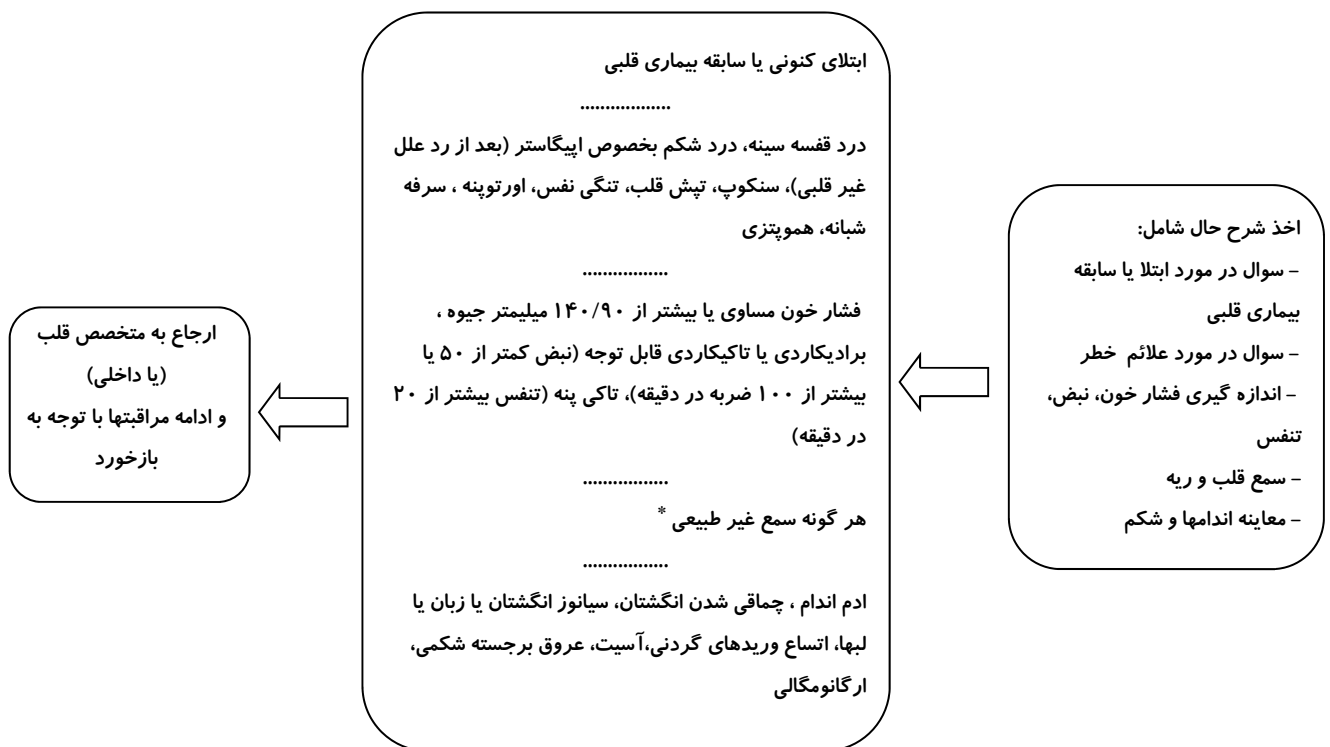 اخذ شرح حال شامل:
- سوال در مورد ابتلا یا سابقه
بیماری قلبی
- سوال در مورد علائم خطر
- اندازه گیری فشار خون، نبض،
تنفس
- سمع قلب و ریه
- معاینه اندامها و شکم
ابتلای کنونی یا سابقه بیماری قلبی
..................
درد قفسه سینه، درد شکم بخصوص اپیگاستر (بعد از رد علل
غیر قلبی)، سنکوپ، تپش قلب، تنگی نفس، اورتوپنه ، سرفه
شبانه، هموپتزی
.................
فشار خون مساوی یا بیشتر از ۱۴۰/۹۰ میلیمتر جیوه ،
برادیکاردی یا تاکیکاردی قابل توجه (نبض کمتر از ۵۰ یا
بیشتر از ۱۰۰ ضربه در دقیقه)، تاکی پنه (تنفس بیشتر از ۲۰
در دقیقه)
.................
هر گونه سمع غیر طبیعی *
.................
ادم اندام ، چماقی شدن انگشتان، سیانوز انگشتان یا زبان یا
لبها، اتساع وریدهای گردنی،آسیت، عروق برجسته شکمی،
ارگانومگالی
ارجاع به متخصص قلب
(یا داخلی)
و ادامه مراقبتها با توجه به
بازخورد